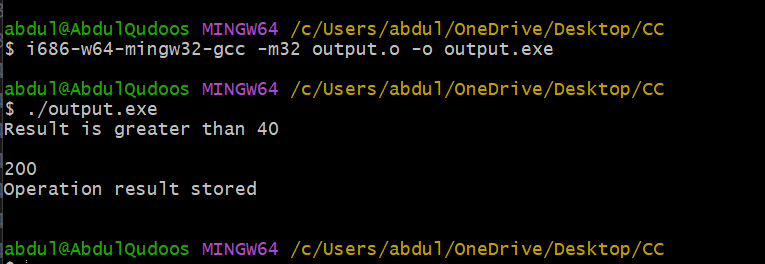 abdul@AbdulQudoos MINGW64 /c/Users/abdul/OneDrive/Desktop/CC
$ i686-w64-mingw32-gcc -m32 output.o -o output.exe
abdul@AbdulQudoos MINGW64 /c/Users/abdul/OneDrive/Desktop/CC
$ ./output.exe
Result is greater than 40
200
Operation result stored
abdul@AbdulQudoos MINGW64 /c/Users/abdul/OneDrive/Desktop/CC
$